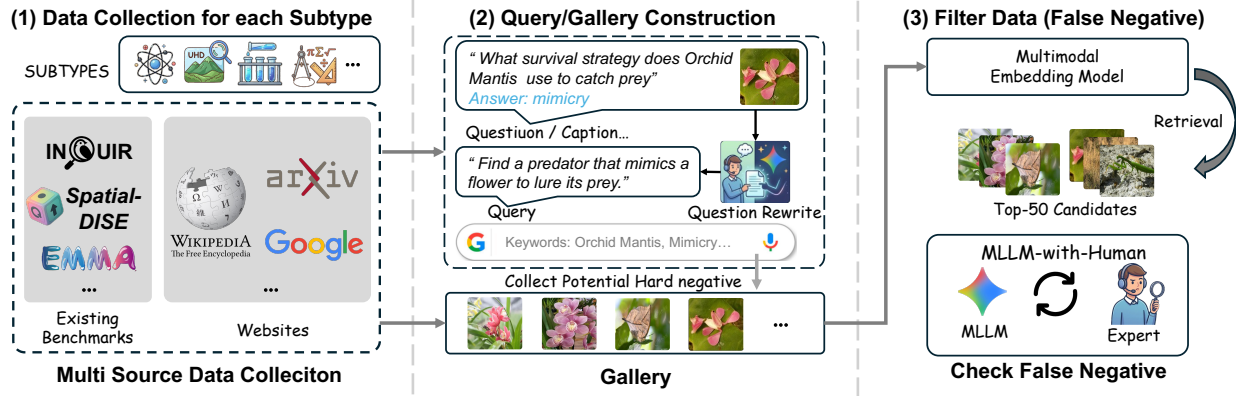 (1) Data Collection for each Subtype
SUBTYPES
UHD
πΣ√
...
INQUIR
Spatial-
DISE
EMMA
...
Existing
Benchmarks
WIKIPEDIA
The Free Encyclopedia
arXiv
Google
...
Websites
Multi Source Data Colleciton
(2) Query/Gallery Construction
“ What survival strategy does Orchid
Mantis use to catch prey”
Answer: mimicry
Questiuon / Caption...
“ Find a predator that mimics a
flower to lure its prey.”
Query
Question Rewrite
G
Keywords: Orchid Mantis, Mimicry...
Collect Potential Hard negative
...
Gallery
(3) Filter Data (False Negative)
Multimodal
Embedding Model
Retrieval
Top-50 Candidates
MLLM-with-Human
MLLM
Expert
Check False Negative